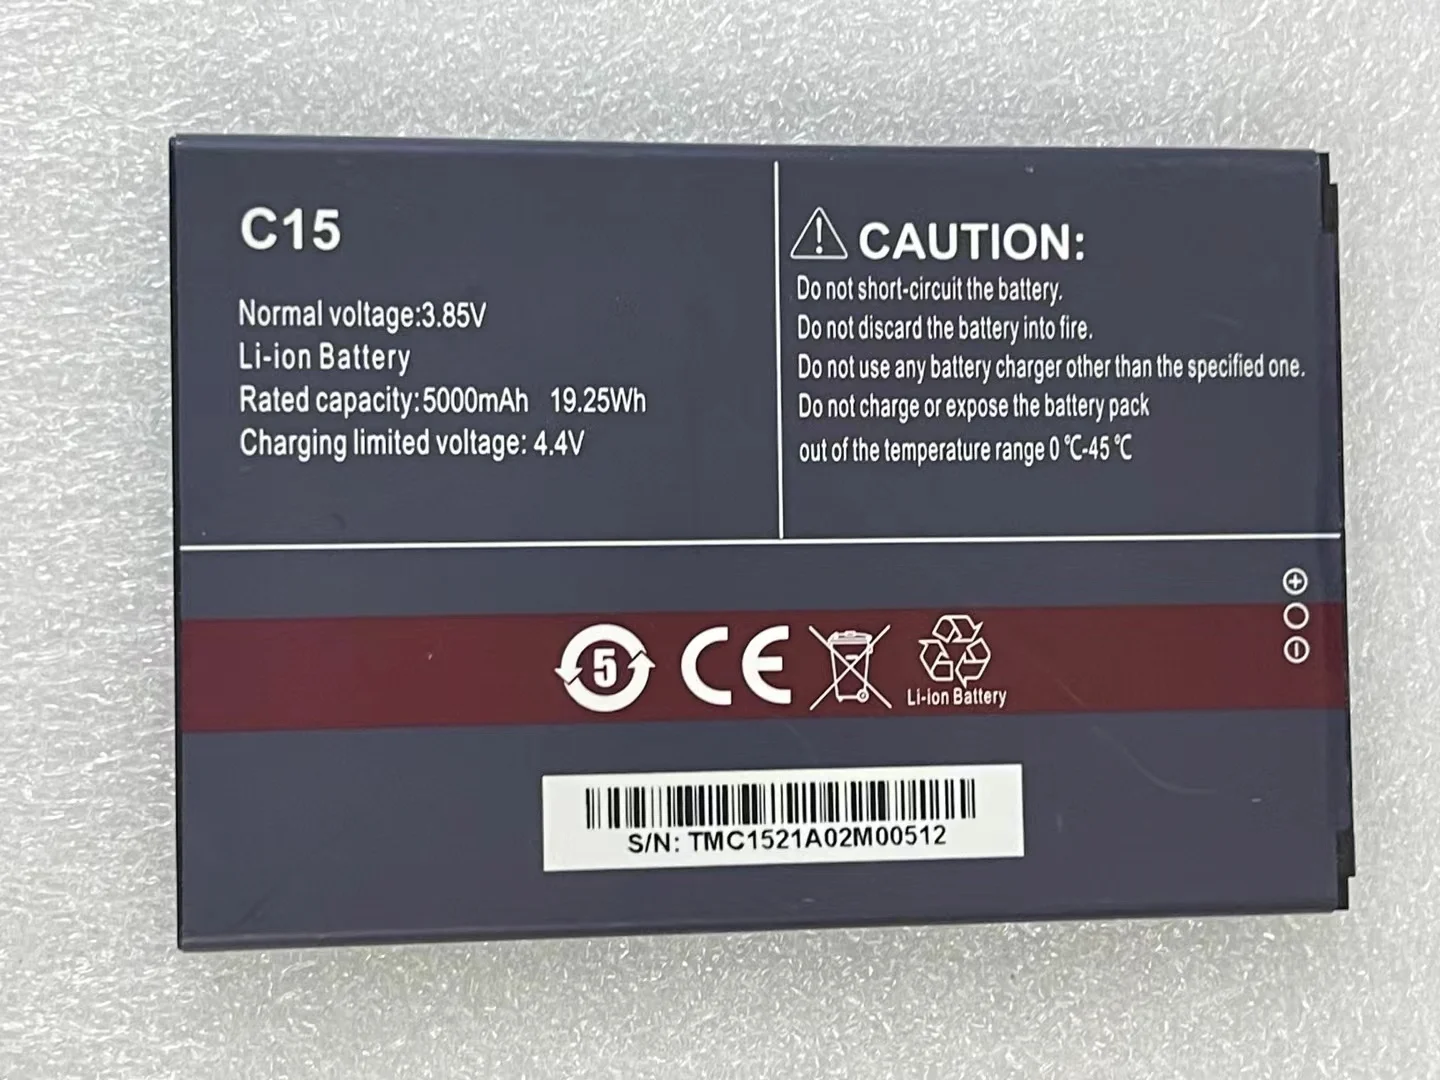 C15
Normal voltage:3.85V
Li-ion Battery
Rated capacity:5000mAh 19.25Wh
Charging limited voltage: 4.4V
CAUTION:
Do not short-circuit the battery.
Do not discard the battery into fire.
Do not use any battery charger other than the specified one.
Do not charge or expose the battery pack
out of the temperature range 0 ℃-45 ℃
5
CE
Li-ion Battery
S/N: TMC1521A02M00512